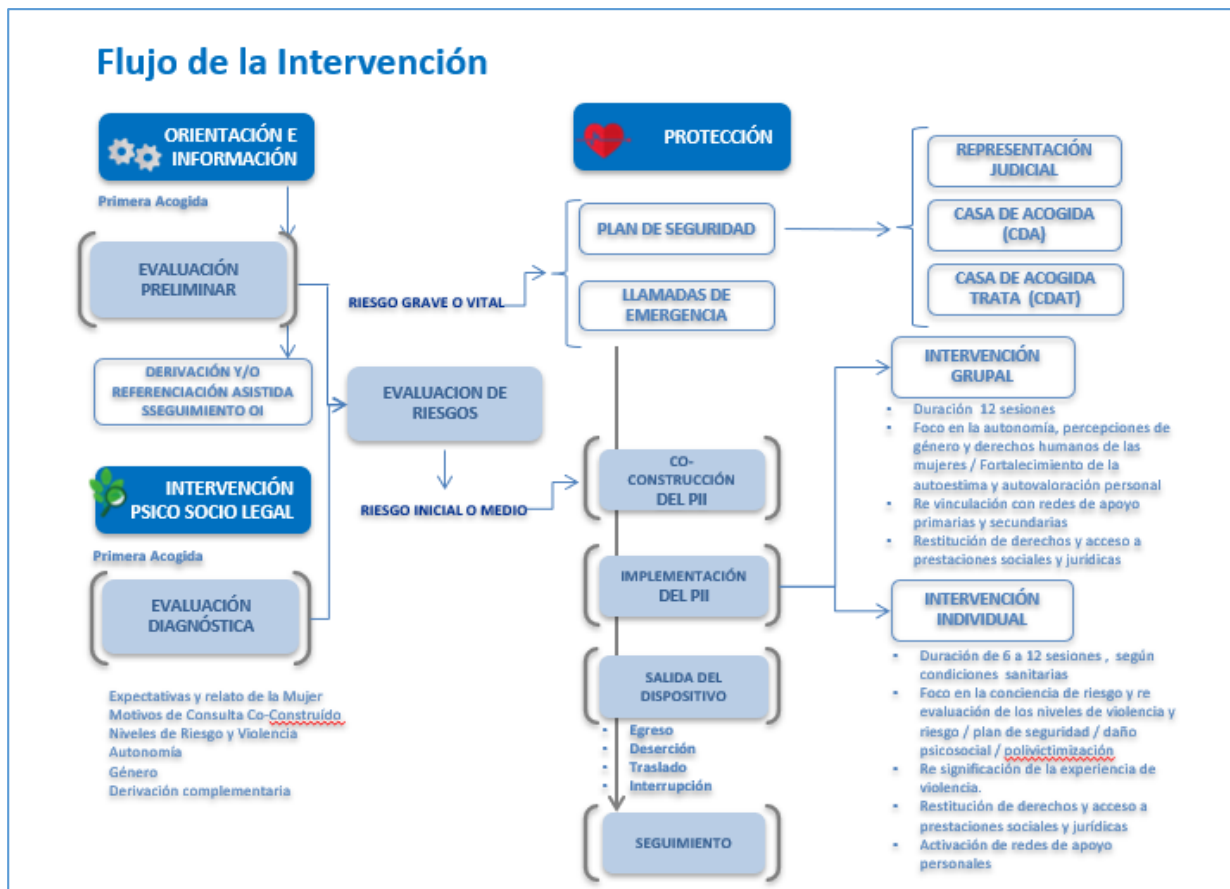 Flujo de la Intervención
ORIENTACIÓN E
INFORMACIÓN
Primera Acogida
EVALUACIÓN
PRELIMINAR
DERIVACIÓN Y/O
REFERENCIACIÓN ASISTIDA
SSEGUIMIENTO OI
INTERVENCIÓN
PSICO SOCIO LEGAL
Primera Acogida
EVALUACIÓN
DIAGNÓSTICA
Expectativas y relato de la Mujer
Motivos de Consulta Co-Construído
Niveles de Riesgo y Violencia
Autonomía
Género
Derivación complementaria
EVALUACION DE
RIESGOS
RIESGO GRAVE O VITAL
RIESGO INICIAL O MEDIO
PROTECCIÓN
PLAN DE SEGURIDAD
LLAMADAS DE
EMERGENCIA
CO-
CONSTRUCCIÓN
DEL PII
IMPLEMENTACIÓN
DEL PII
SALIDA DEL
DISPOSITIVO
• Egreso
• Deserción
• Traslado
• Interrupción
SEGUIMIENTO
REPRESENTACIÓN
JUDICIAL
CASA DE ACOGIDA
(CDA)
CASA DE ACOGIDA
TRATA (CDAT)
INTERVENCIÓN
GRUPAL
▪ Duración 12 sesiones
▪ Foco en la autonomía, percepciones de
género y derechos humanos de las
mujeres / Fortalecimiento de la
autoestima y autovaloración personal
▪ Re vinculación con redes de apoyo
primarias y secundarias
▪ Restitución de derechos y acceso a
prestaciones sociales y jurídicas
INTERVENCIÓN
INDIVIDUAL
▪ Duración de 6 a 12 sesiones , según
condiciones sanitarias
▪ Foco en la conciencia de riesgo y re
evaluación de los niveles de violencia y
riesgo / plan de seguridad / daño
psicosocial / polivictimización
▪ Re significación de la experiencia de
violencia.
▪ Restitución de derechos y acceso a
prestaciones sociales y jurídicas
▪ Activación de redes de apoyo
personales